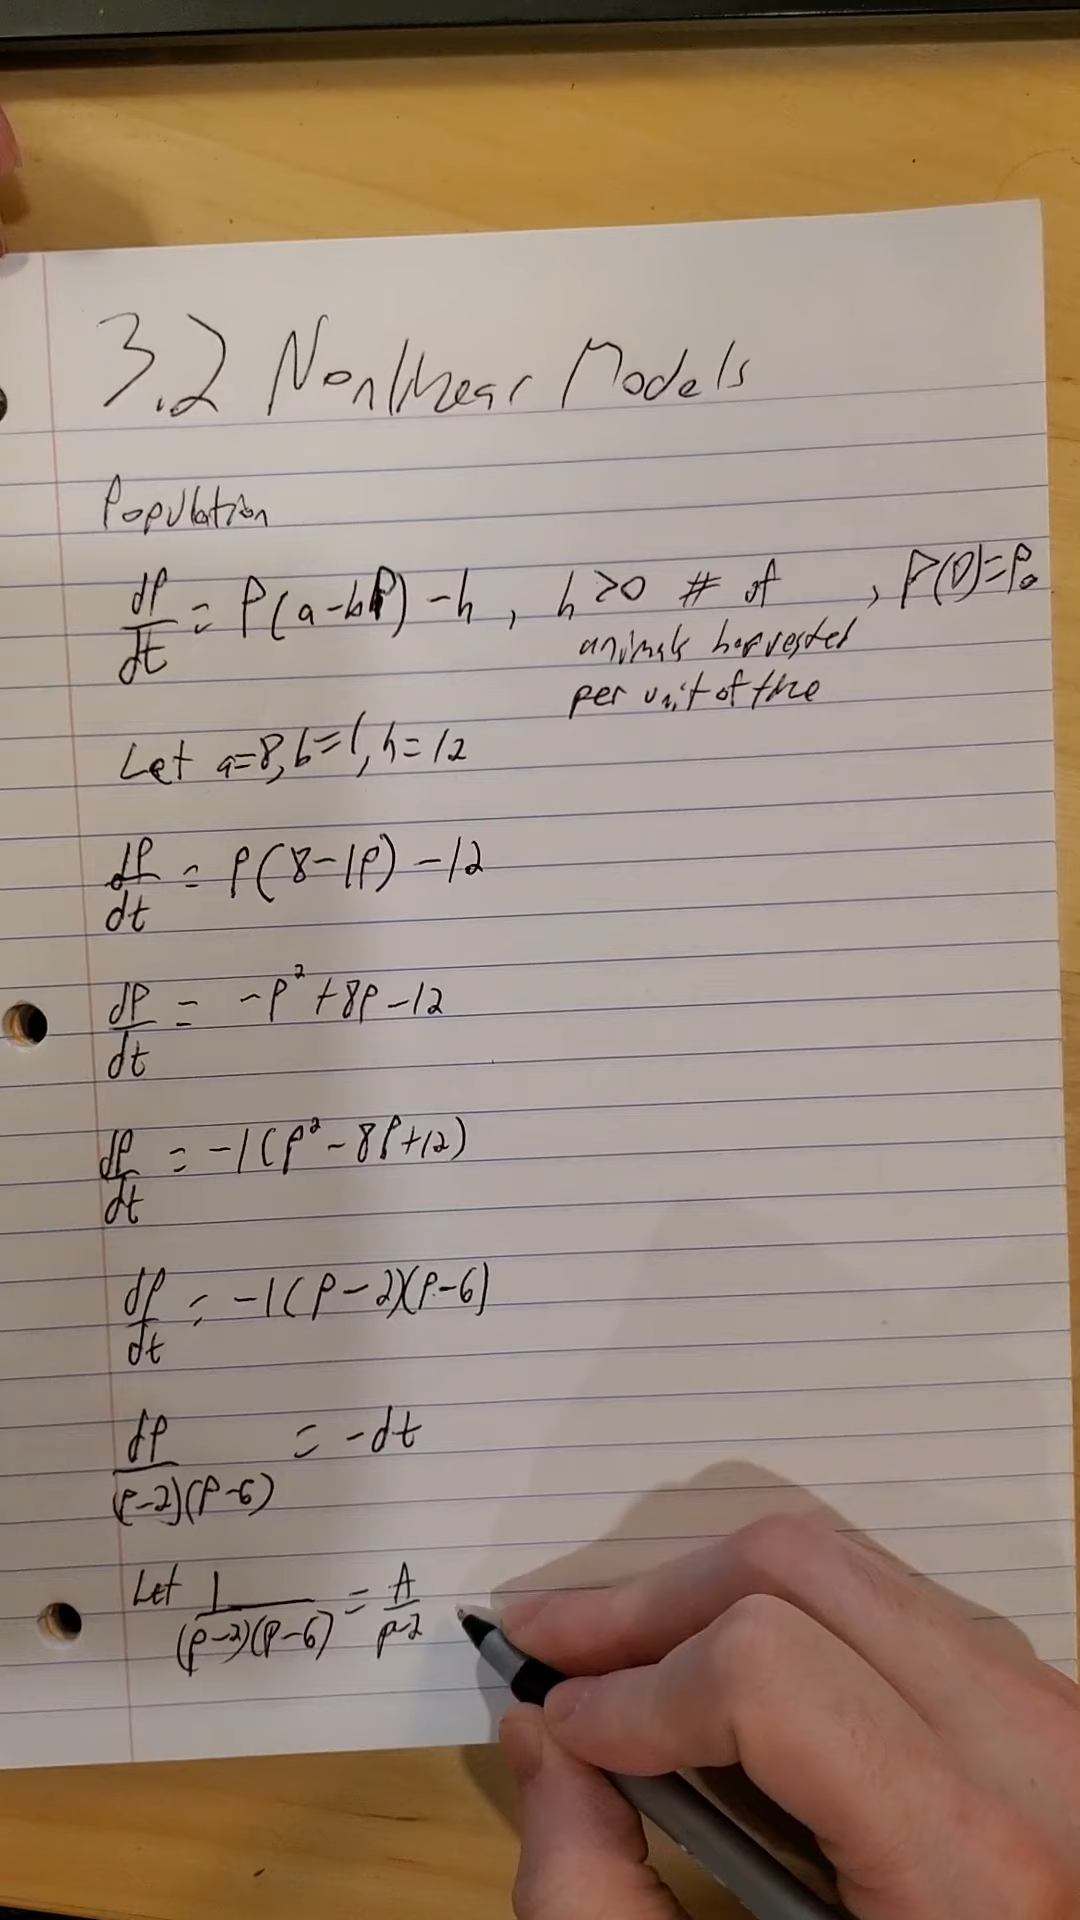 3.2 Nonlinear Models
Population
dP/dt = P(a-bP) - h, h>0 # of animals harvested per unit of time, P(0)=P₀
Let a=8, b=1, h=12
dP/dt = P(8-1P) - 12
dP/dt = -P² + 8P - 12
dP/dt = -1(P² - 8P + 12)
dP/dt = -1(P-2)(P-6)
dP/(P-2)(P-6) = -dt
Let 1/(P-2)(P-6) = A/P-2